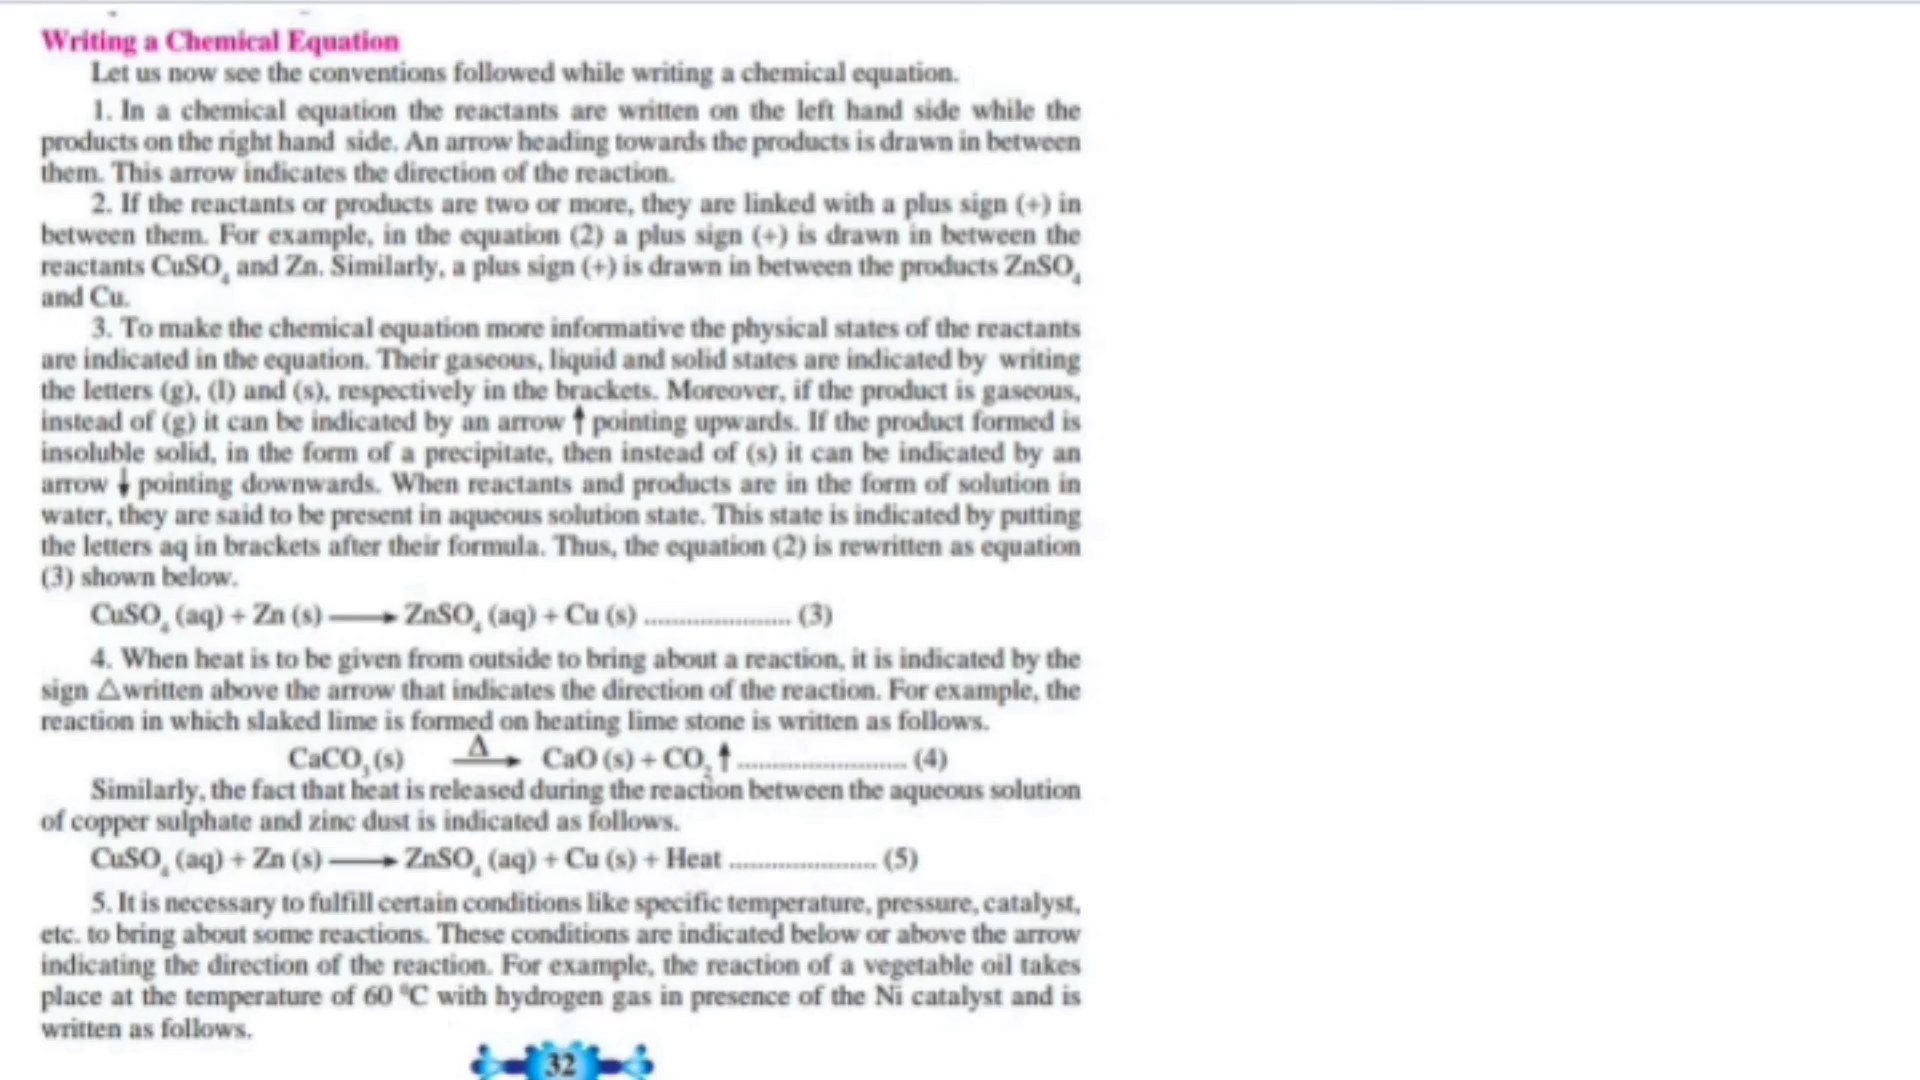 Writing a Chemical Equation
Let us now see the conventions followed while writing a chemical equation.
1. In a chemical equation the reactants are written on the left hand side while the
products on the right hand side. An arrow heading towards the products is drawn in between
them. This arrow indicates the direction of the reaction.
2. If the reactants or products are two or more, they are linked with a plus sign (+) in
between them. For example, in the equation (2) a plus sign (+) is drawn in between the
reactants CuSO₄ and Zn. Similarly, a plus sign (+) is drawn in between the products ZnSO₄
and Cu.
3. To make the chemical equation more informative the physical states of the reactants
are indicated in the equation. Their gaseous, liquid and solid states are indicated by writing
the letters (g), (l) and (s), respectively in the brackets. Moreover, if the product is gaseous,
instead of (g) it can be indicated by an arrow ↑ pointing upwards. If the product formed is
insoluble solid, in the form of a precipitate, then instead of (s) it can be indicated by an
arrow ↓ pointing downwards. When reactants and products are in the form of solution in
water, they are said to be present in aqueous solution state. This state is indicated by putting
the letters aq in brackets after their formula. Thus, the equation (2) is rewritten as equation
(3) shown below.
CuSO₄ (aq) + Zn (s) ⟶ ZnSO₄ (aq) + Cu (s) ...................... (3)
4. When heat is to be given from outside to bring about a reaction, it is indicated by the
sign Δ written above the arrow that indicates the direction of the reaction. For example, the
reaction in which slaked lime is formed on heating lime stone is written as follows.
CaCO₃ (s) Δ⟶ CaO (s) + CO₂ ↑ ......................... (4)
Similarly, the fact that heat is released during the reaction between the aqueous solution
of copper sulphate and zinc dust is indicated as follows.
CuSO₄ (aq) + Zn (s) ⟶ ZnSO₄ (aq) + Cu (s) + Heat ...................... (5)
5. It is necessary to fulfill certain conditions like specific temperature, pressure, catalyst,
etc. to bring about some reactions. These conditions are indicated below or above the arrow
indicating the direction of the reaction. For example, the reaction of a vegetable oil takes
place at the temperature of 60 °C with hydrogen gas in presence of the Ni catalyst and is
written as follows.
32